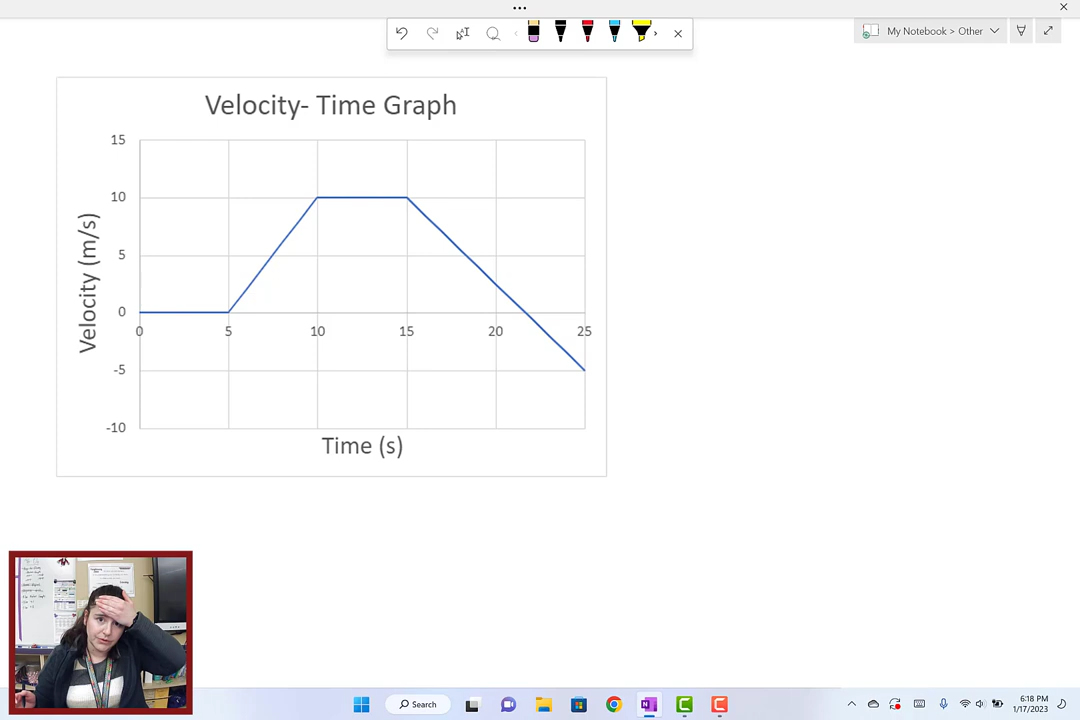 My Notebook > Other
Velocity- Time Graph
15
10
5
0
-5
-10
0 5 10 15 20 25
Velocity (m/s)
Time (s)
Search
6:18 PM
1/17/2023